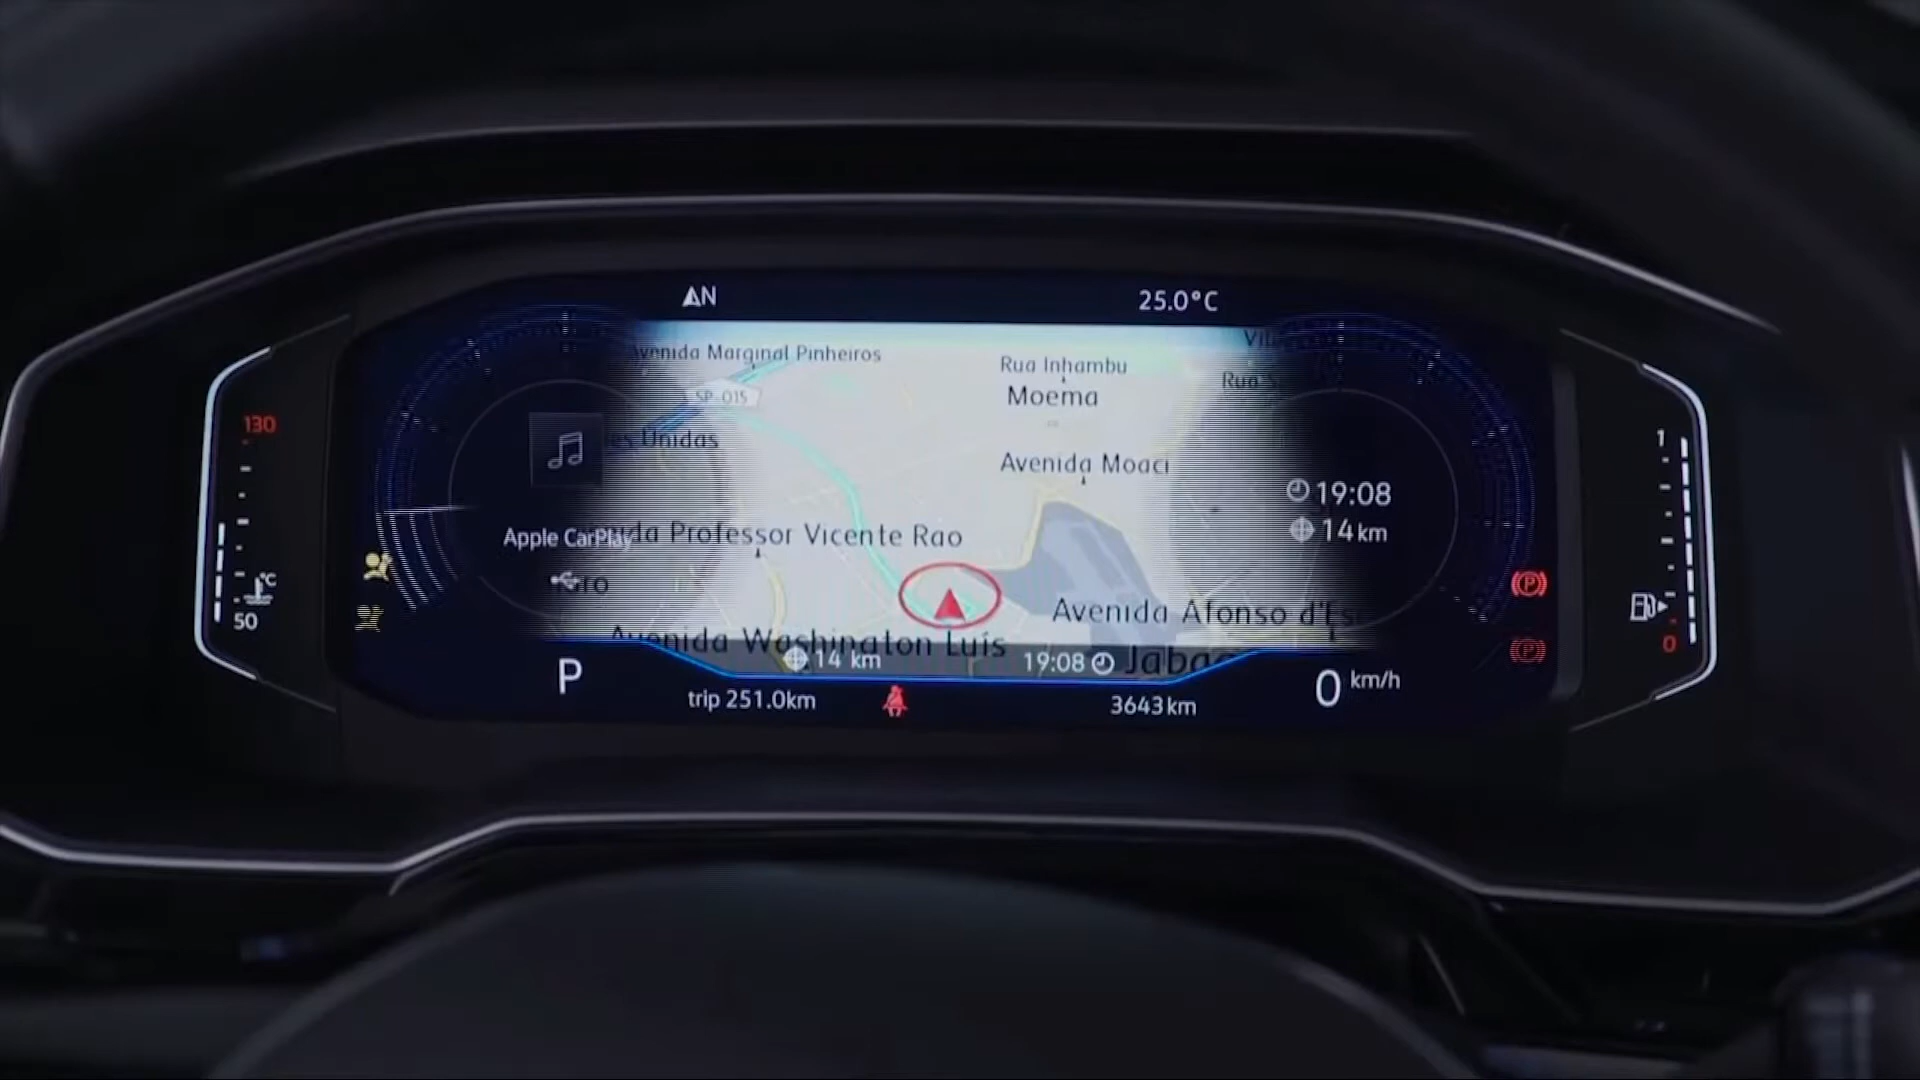 N
25.0°C
Avenida Marginal Pinheiros
Rua Inhambu
SP-015
Moema
Rua
130
1
Unidas
Avenida Moaci
19:08
14 km
Professor Vicente Rao
Apple CarPlay
°C
50
Avenida Afonso
0
Avenida Washington Luís
14 km
19:08
P
trip 251.0km
3643km
0 km/h
P
P